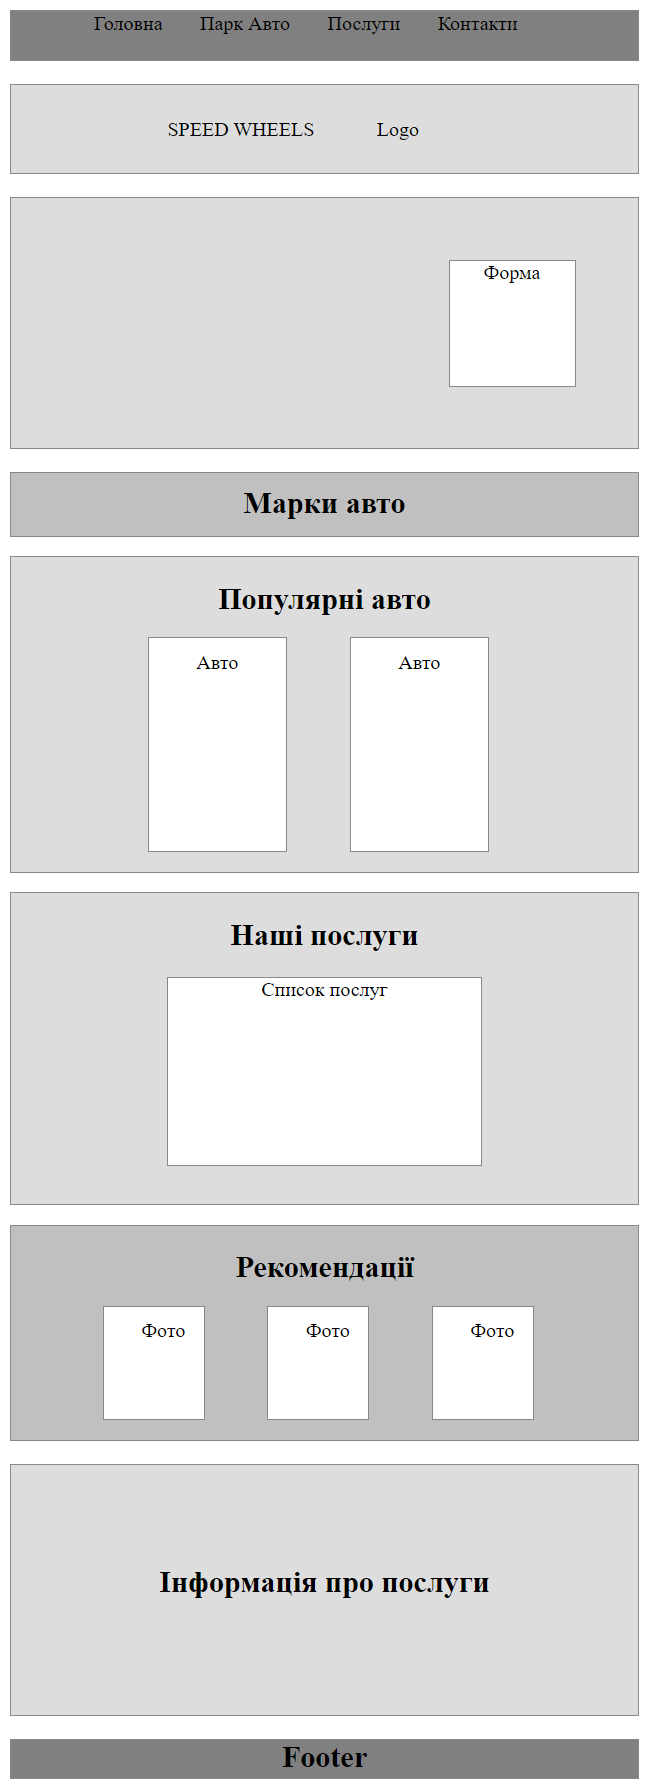 Головна Парк Авто Послуги Контакти
SPEED WHEELS Logo
Форма
Марки авто
Популярні авто
Авто Авто
Наші послуги
Список послуг
Рекомендації
Фото Фото Фото
Інформація про послуги
Footer